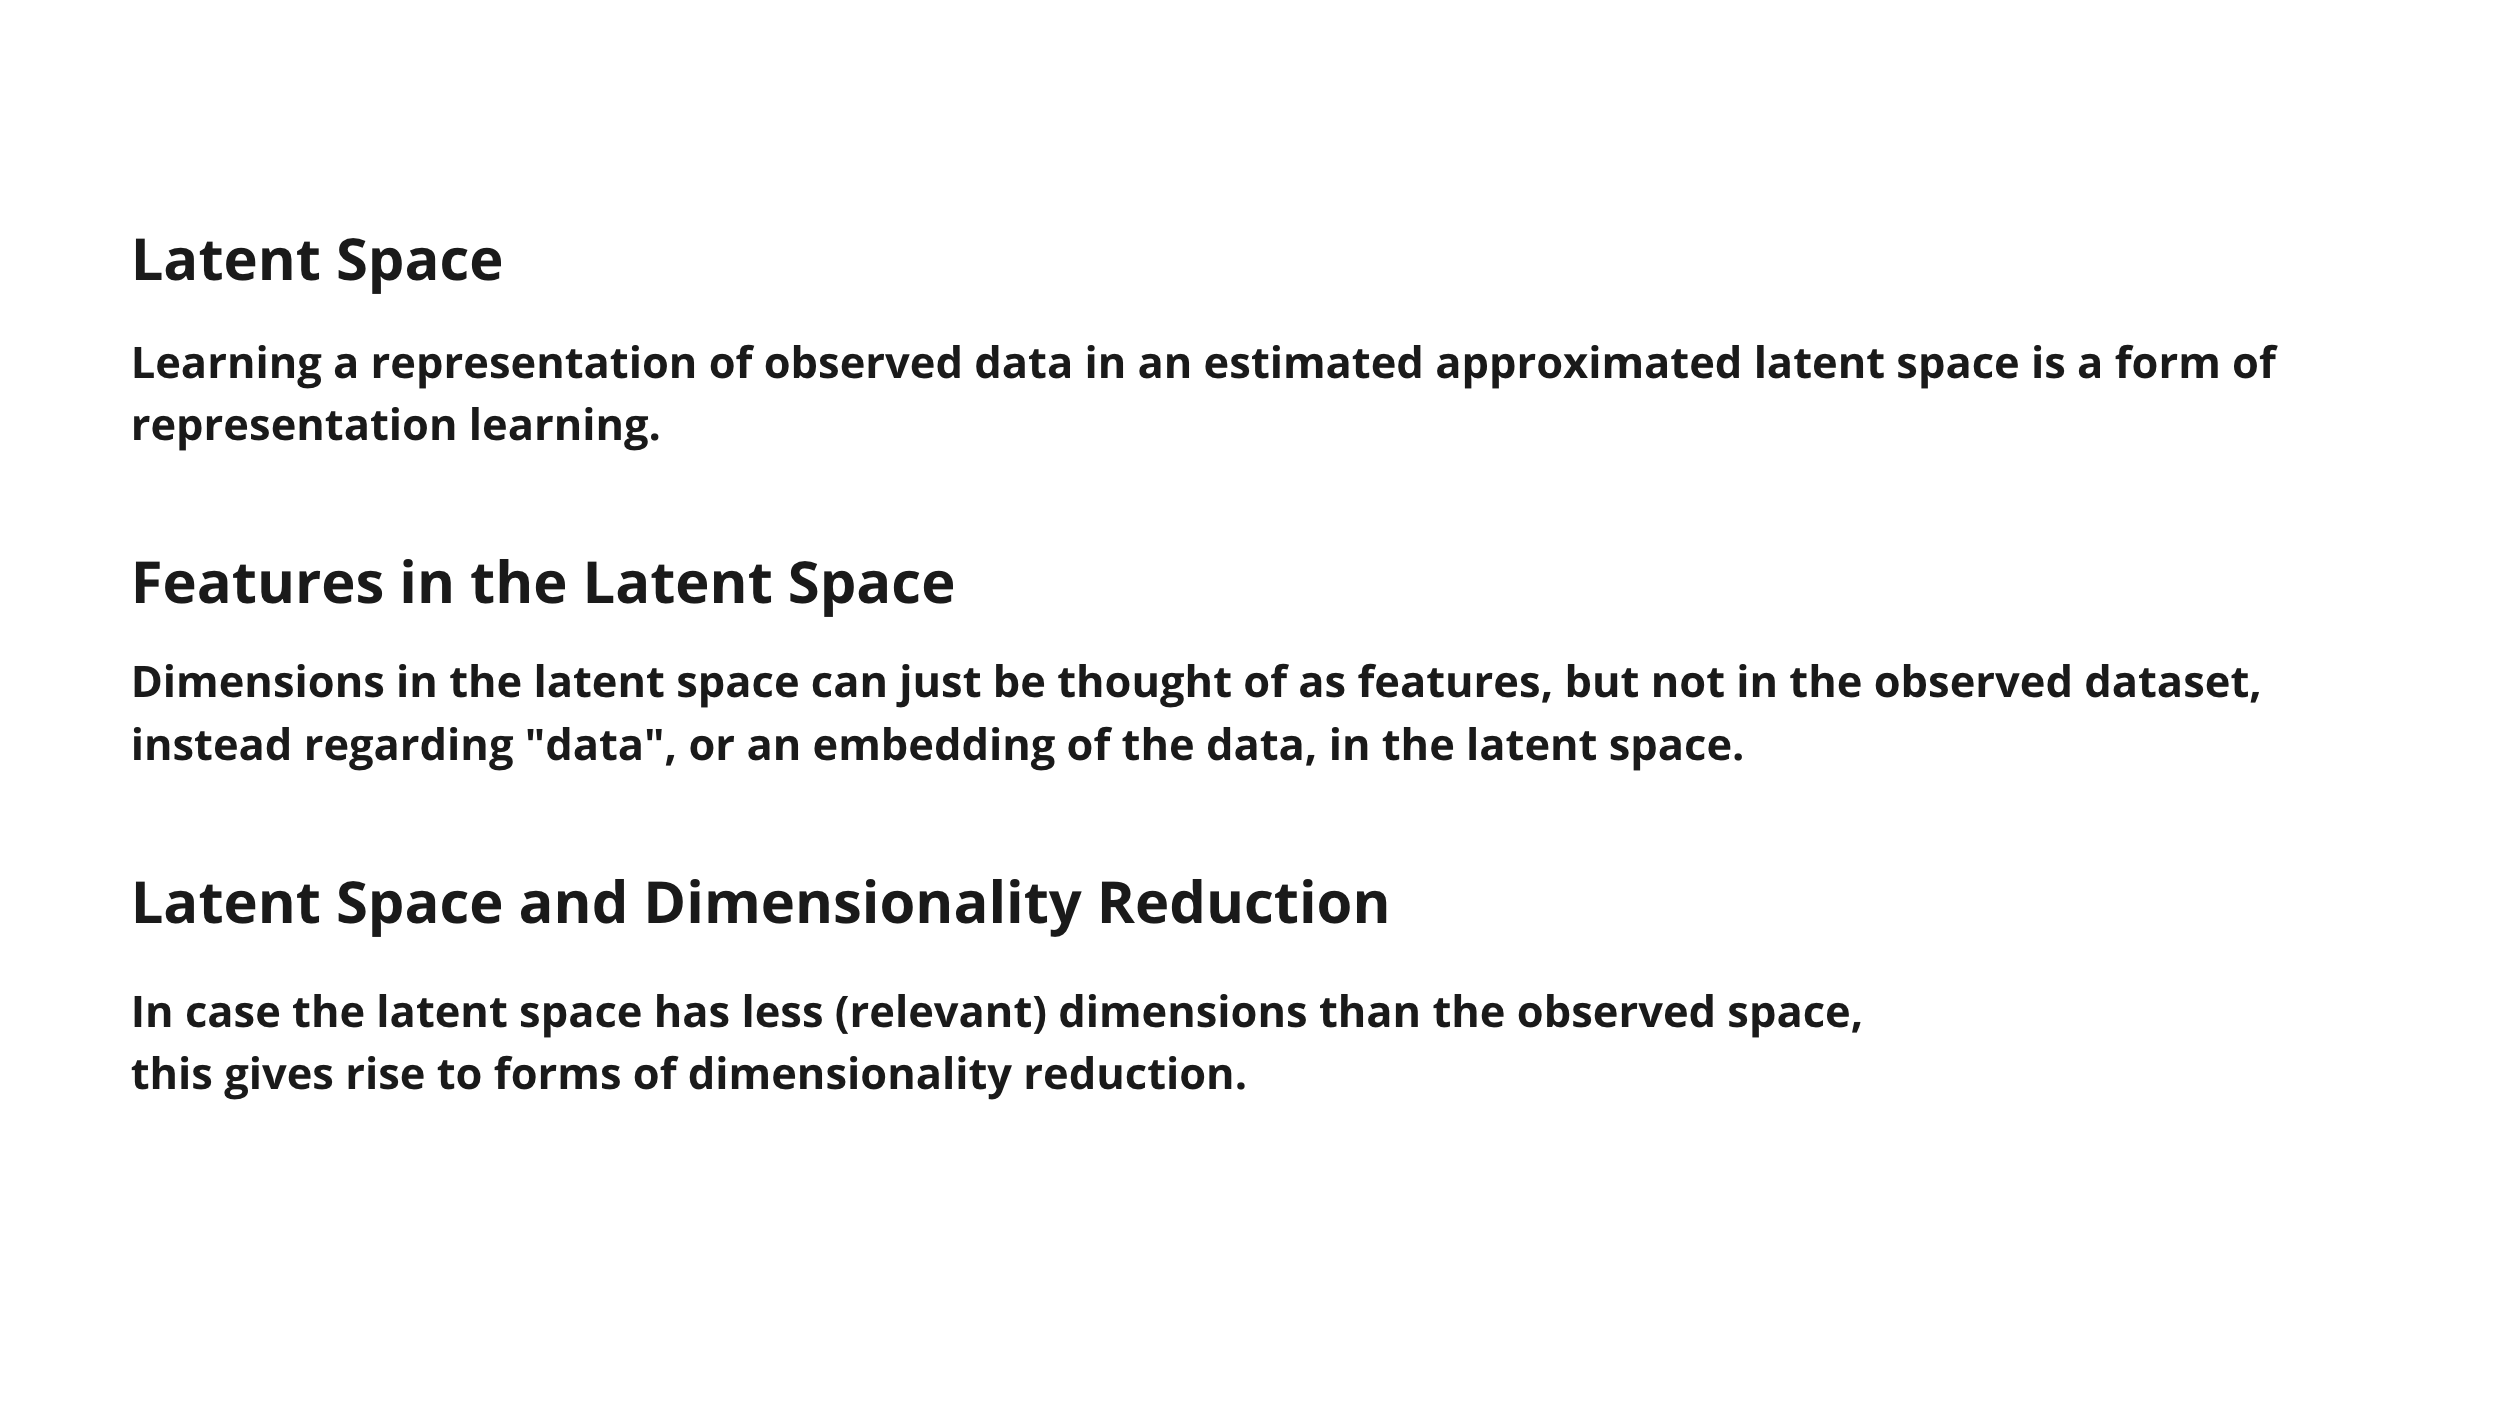 Latent Space
Learning a representation of observed data in an estimated approximated latent space is a form of
representation learning.
Features in the Latent Space
Dimensions in the latent space can just be thought of as features, but not in the observed dataset,
instead regarding "data", or an embedding of the data, in the latent space.
Latent Space and Dimensionality Reduction
In case the latent space has less (relevant) dimensions than the observed space,
this gives rise to forms of dimensionality reduction.